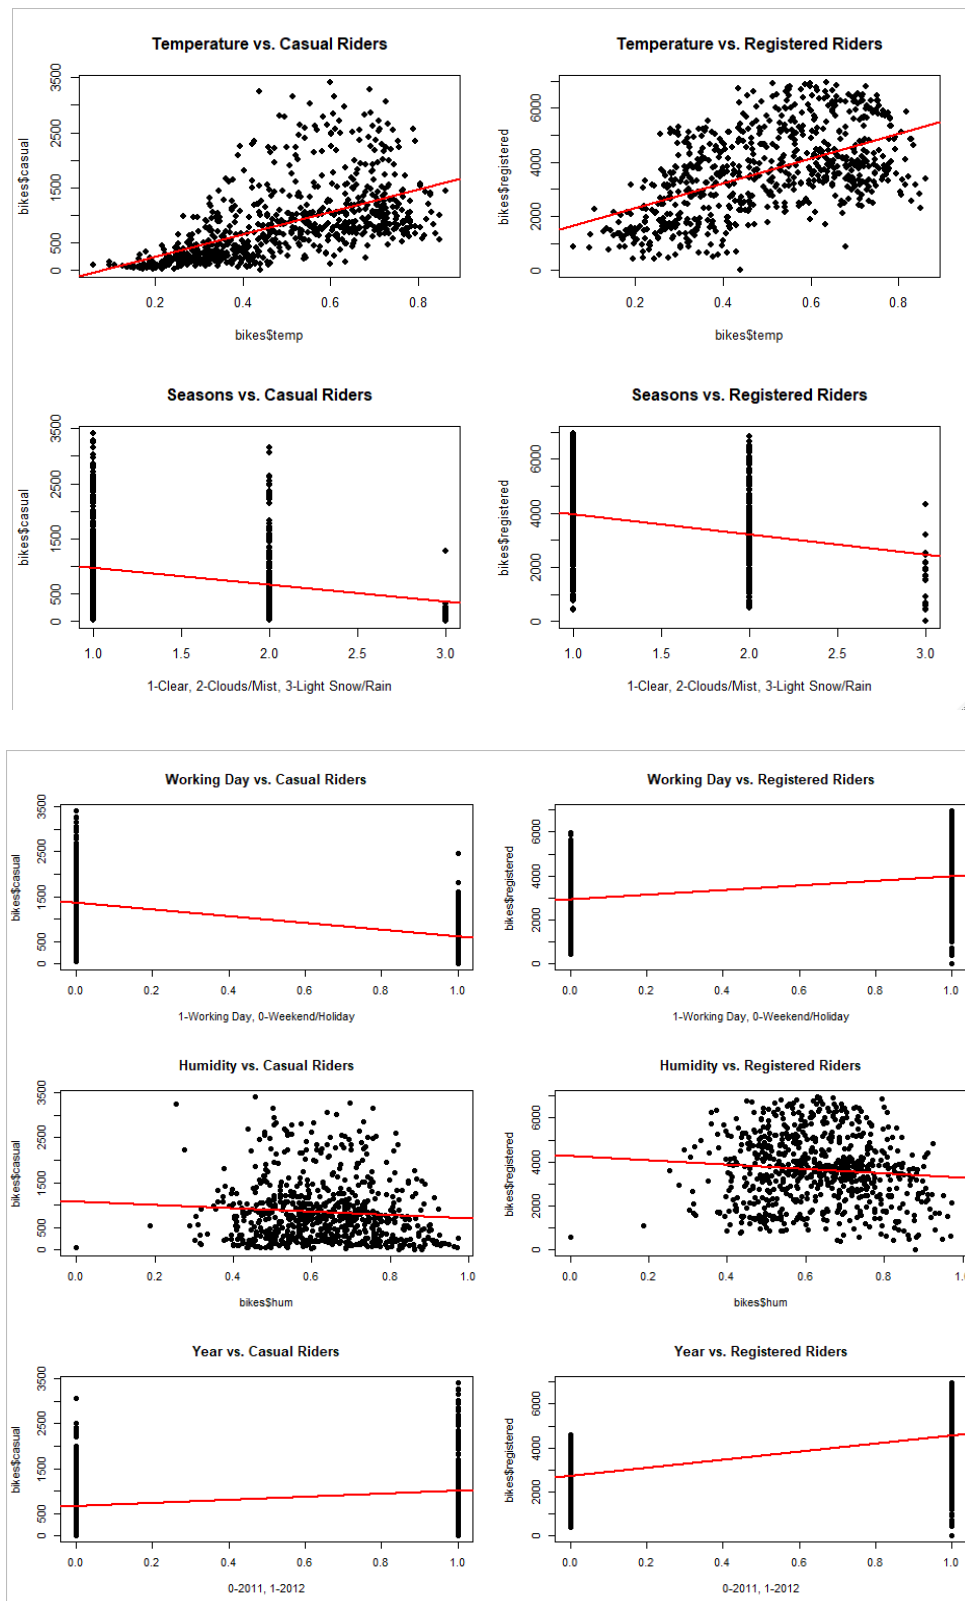 Temperature vs. Casual Riders
bikes$casual
0 500 1500 2500 3500
0.2 0.4 0.6 0.8
bikes$temp
Temperature vs. Registered Riders
bikes$registered
0 2000 4000 6000
0.2 0.4 0.6 0.8
bikes$temp
Seasons vs. Casual Riders
bikes$casual
0 500 1500 2500 3500
1.0 1.5 2.0 2.5 3.0
1-Clear, 2-Clouds/Mist, 3-Light Snow/Rain
Seasons vs. Registered Riders
bikes$registered
0 2000 4000 6000
1.0 1.5 2.0 2.5 3.0
1-Clear, 2-Clouds/Mist, 3-Light Snow/Rain
Working Day vs. Casual Riders
bikes$casual
0 500 1500 2500 3500
0.0 0.2 0.4 0.6 0.8 1.0
1-Working Day, 0-Weekend/Holiday
Working Day vs. Registered Riders
bikes$registered
0 2000 4000 6000
0.0 0.2 0.4 0.6 0.8 1.0
1-Working Day, 0-Weekend/Holiday
Humidity vs. Casual Riders
bikes$casual
0 500 1500 2500 3500
0.0 0.2 0.4 0.6 0.8 1.0
bikes$hum
Humidity vs. Registered Riders
bikes$registered
0 2000 4000 6000
0.0 0.2 0.4 0.6 0.8
bikes$hum
Year vs. Casual Riders
bikes$casual
0 500 1500 2500 3500
0.0 0.2 0.4 0.6 0.8 1.0
0-2011, 1-2012
Year vs. Registered Riders
bikes$registered
0 2000 4000 6000
0.0 0.2 0.4 0.6 0.8 1.0
0-2011, 1-2012